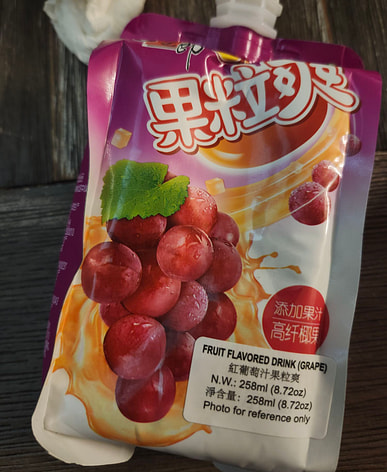 果粒爽
添加果汁
高纤椰果
FRUIT FLAVORED DRINK (GRAPE)
紅葡萄汁果粒爽
N.W.: 258ml (8.72oz)
淨含量: 258ml (8.72oz)
Photo for reference only